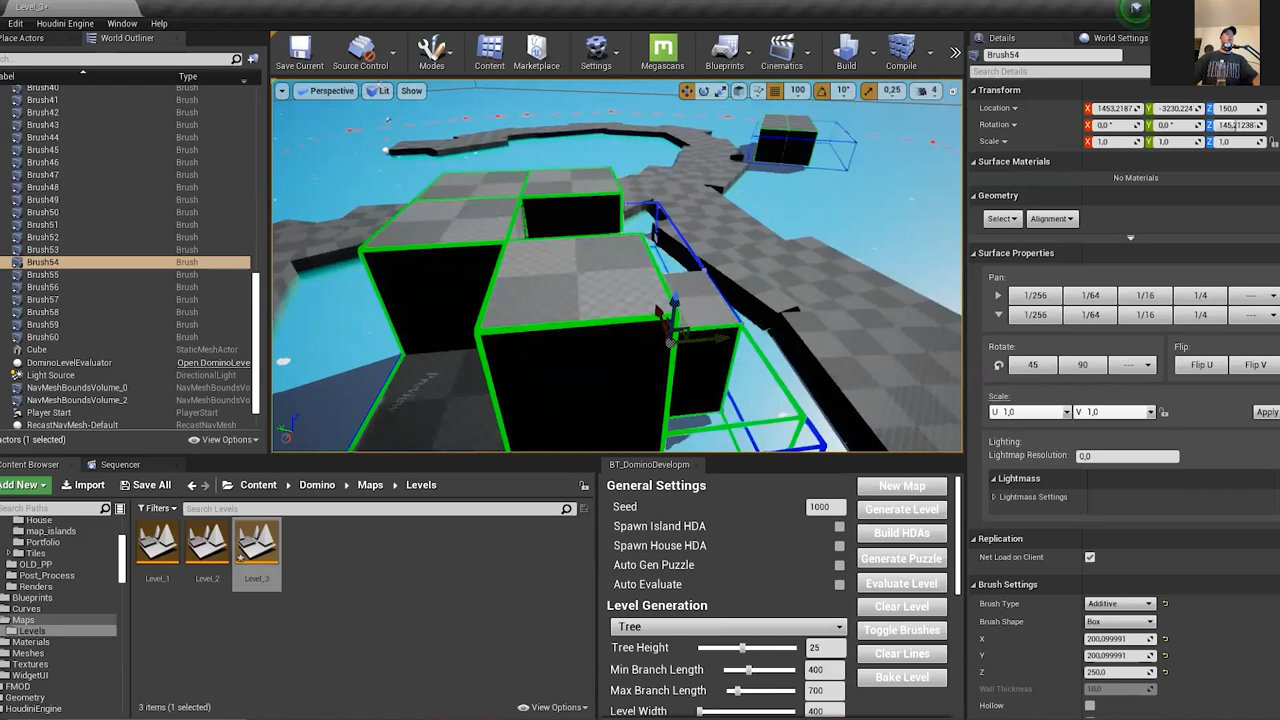 Level_3*
Edit Houdini Engine Window Help
Place Actors World Outliner
Label Type
Brush40 Brush
Brush41 Brush
Brush42 Brush
Brush43 Brush
Brush44 Brush
Brush45 Brush
Brush46 Brush
Brush47 Brush
Brush48 Brush
Brush49 Brush
Brush50 Brush
Brush51 Brush
Brush52 Brush
Brush53 Brush
Brush54 Brush
Brush55 Brush
Brush56 Brush
Brush57 Brush
Brush58 Brush
Brush59 Brush
Brush60 Brush
Cube StaticMeshActor
DominoLevelEvaluator Open DominoLeve
Light Source DirectionalLight
NavMeshBoundsVolume_0 NavMeshBoundsVo
NavMeshBoundsVolume_2 NavMeshBoundsVo
Player Start PlayerStart
RecastNavMesh-Default RecastNavMesh
actors (1 selected) View Options
Save Current Source Control Modes Content Marketplace Settings Megascans Blueprints Cinematics Build Compile
Perspective Lit Show 100 10° 0,25 4
Details World Settings
Brush54
Search Details
Transform
Location X 1453,2187 Y -3230,224 Z 150,0
Rotation X 0,0° Y 0,0° Z 145,21238
Scale X 1,0 Y 1,0 Z 1,0
Surface Materials
No Materials
Geometry
Select Alignment
Surface Properties
Pan:
1/256 1/64 1/16 1/4 ---
1/256 1/64 1/16 1/4 ---
Rotate: Flip:
45 90 --- Flip U Flip V
Scale:
U 1,0 V 1,0 Apply
Lighting:
Lightmap Resolution: 0,0
Lightmass
Lightmass Settings
Replication
Net Load on Client
Brush Settings
Brush Type Additive
Brush Shape Box
X 200,099991
Y 200,099991
Z 250,0
Wall Thickness 10,0
Hollow
Content Browser Sequencer
Add New Import Save All Content Domino Maps Levels
Search Paths Filters Search Levels
House
map_islands
Portfolio
Tiles
OLD_PP
Post_Process
Renders
Blueprints
Curves
Maps
Levels
Materials
Meshes
Textures
WidgetUI
FMOD
Geometry
HoudiniEngine
Level_1 Level_2 Level_3
3 items (1 selected) View Options
BT_DominoDevelopm
General Settings
Seed 1000
Spawn Island HDA
Spawn House HDA
Auto Gen Puzzle
Auto Evaluate
Level Generation
Tree
Tree Height 25
Min Branch Length 400
Max Branch Length 700
Level Width 400
New Map
Generate Level
Build HDAs
Generate Puzzle
Evaluate Level
Clear Level
Toggle Brushes
Clear Lines
Bake Level